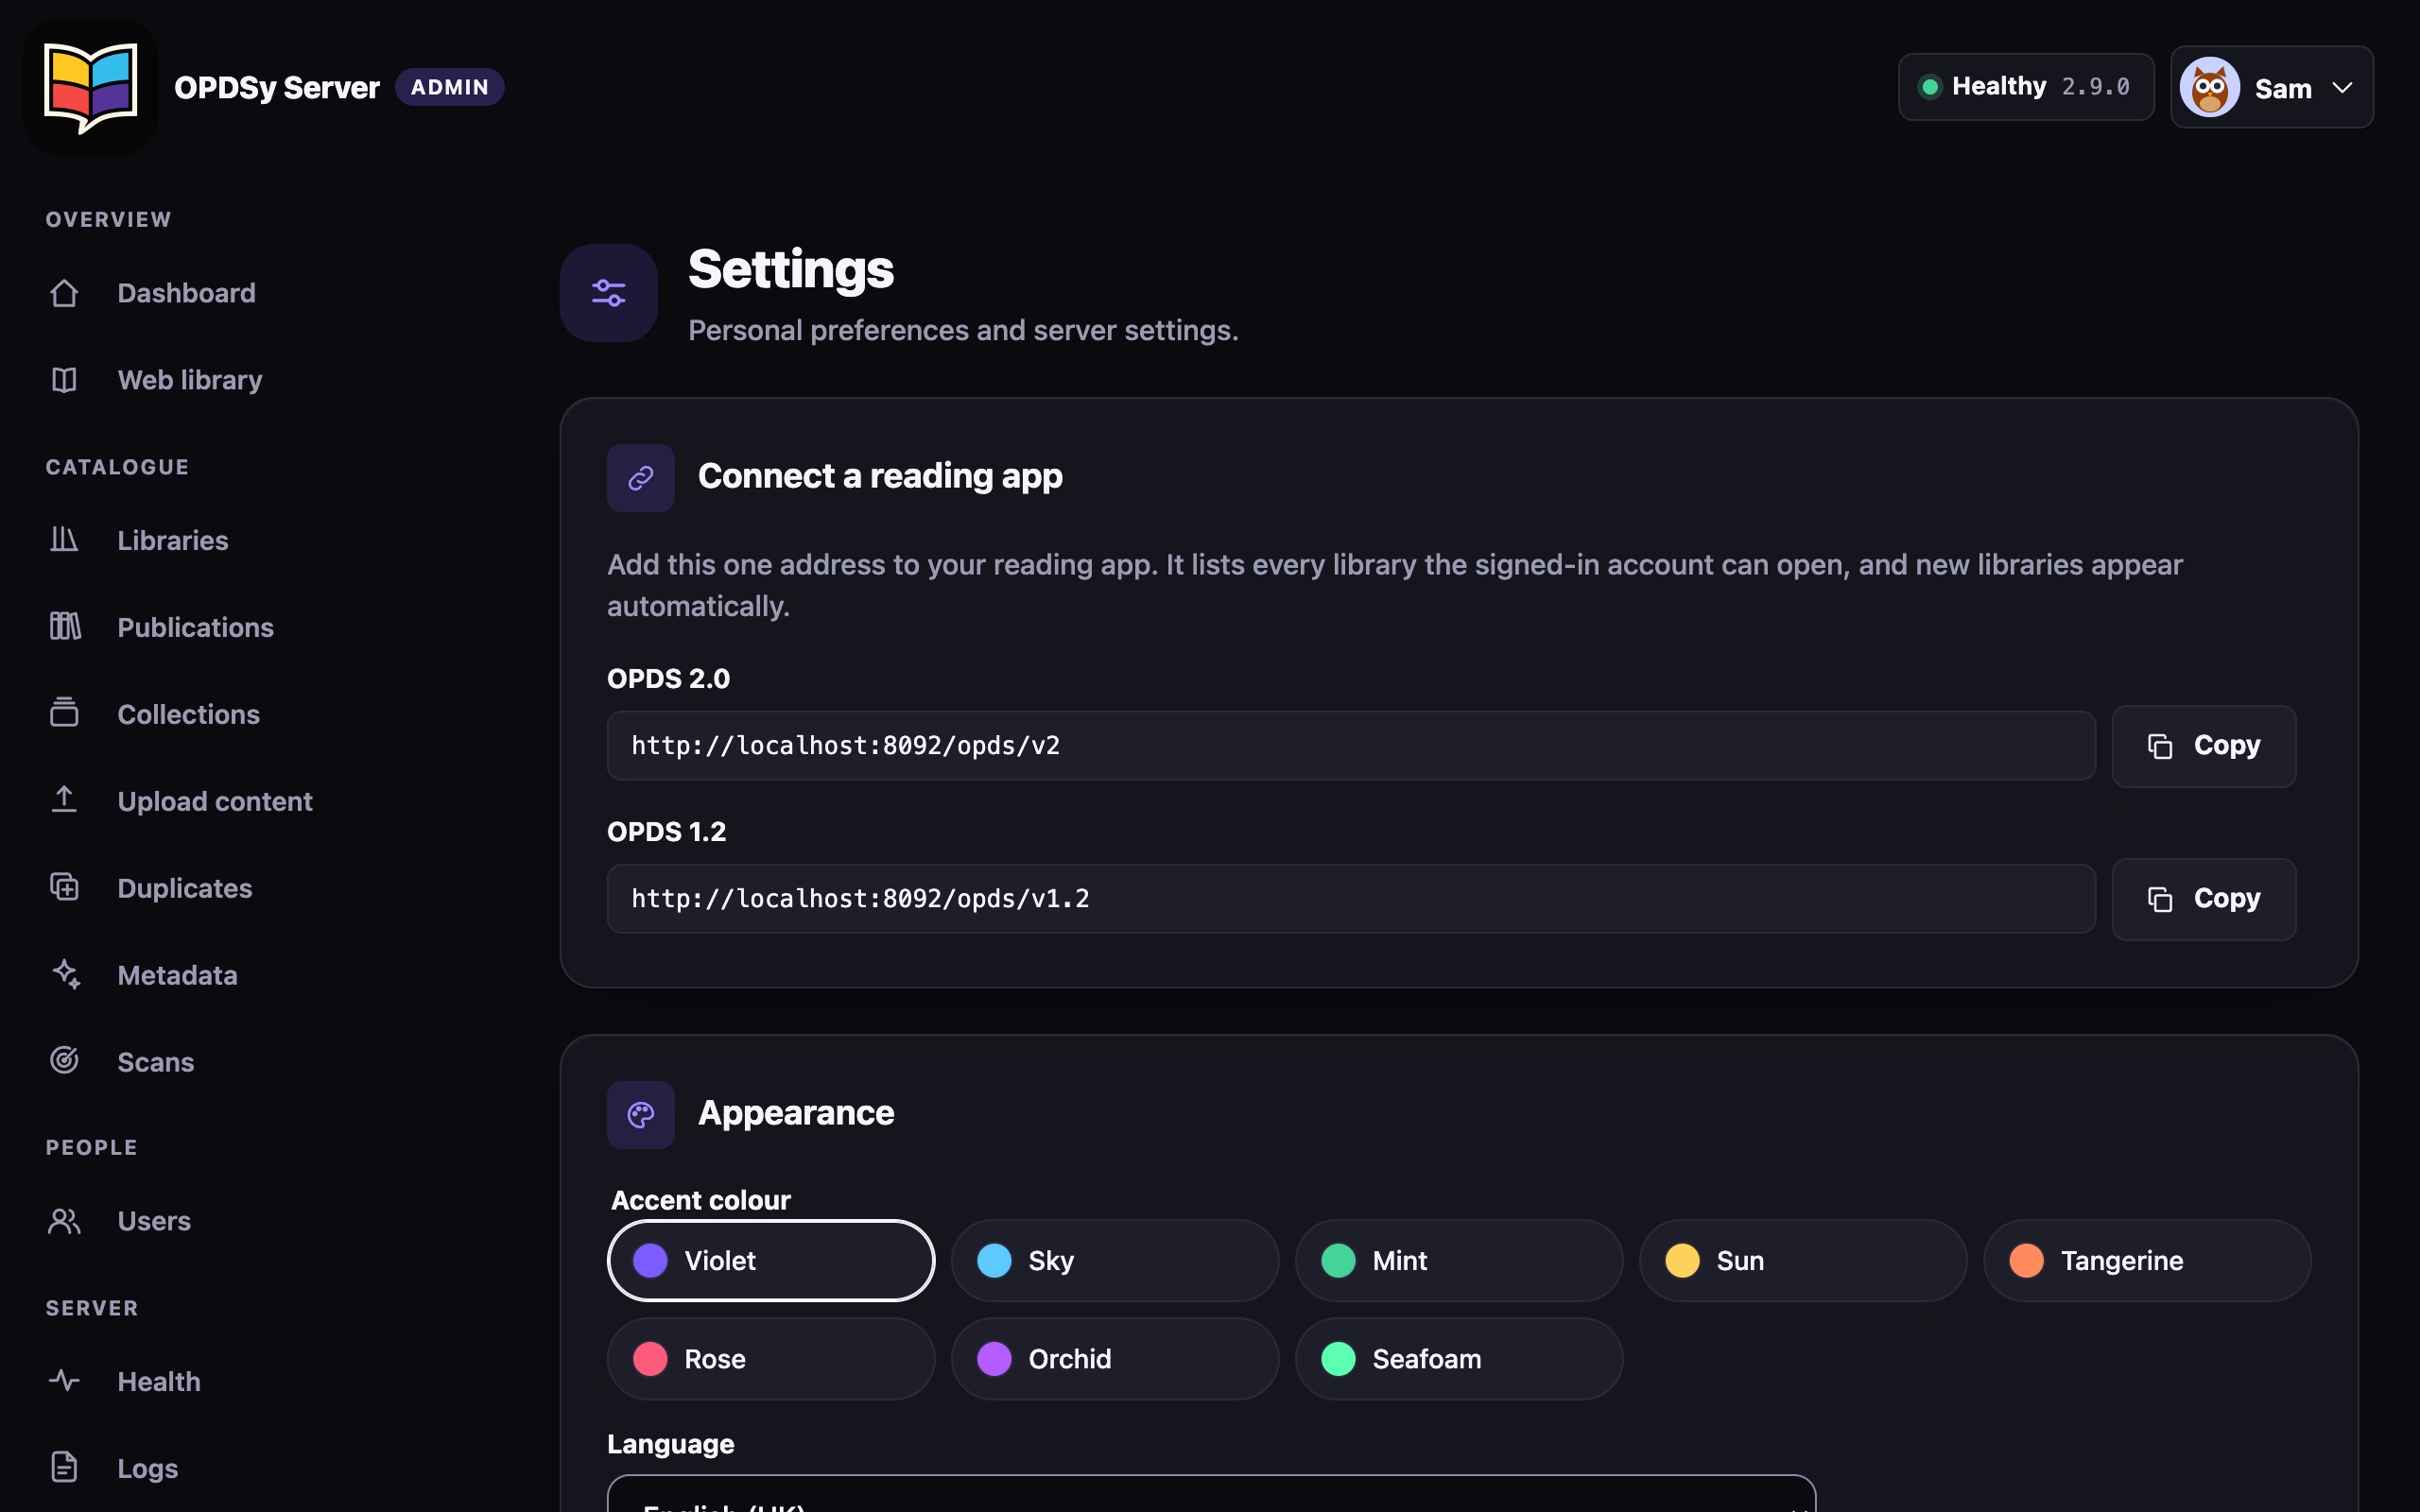 OPDSy Server ADMIN
Healthy 2.9.0
Sam
OVERVIEW
Dashboard
Web library
CATALOGUE
Libraries
Publications
Collections
Upload content
Duplicates
Metadata
Scans
PEOPLE
Users
SERVER
Health
Logs
Settings
Personal preferences and server settings.
Connect a reading app
Add this one address to your reading app. It lists every library the signed-in account can open, and new libraries appear
automatically.
OPDS 2.0
http://localhost:8092/opds/v2 Copy
OPDS 1.2
http://localhost:8092/opds/v1.2 Copy
Appearance
Accent colour
Violet Sky Mint Sun Tangerine
Rose Orchid Seafoam
Language
English (UK)